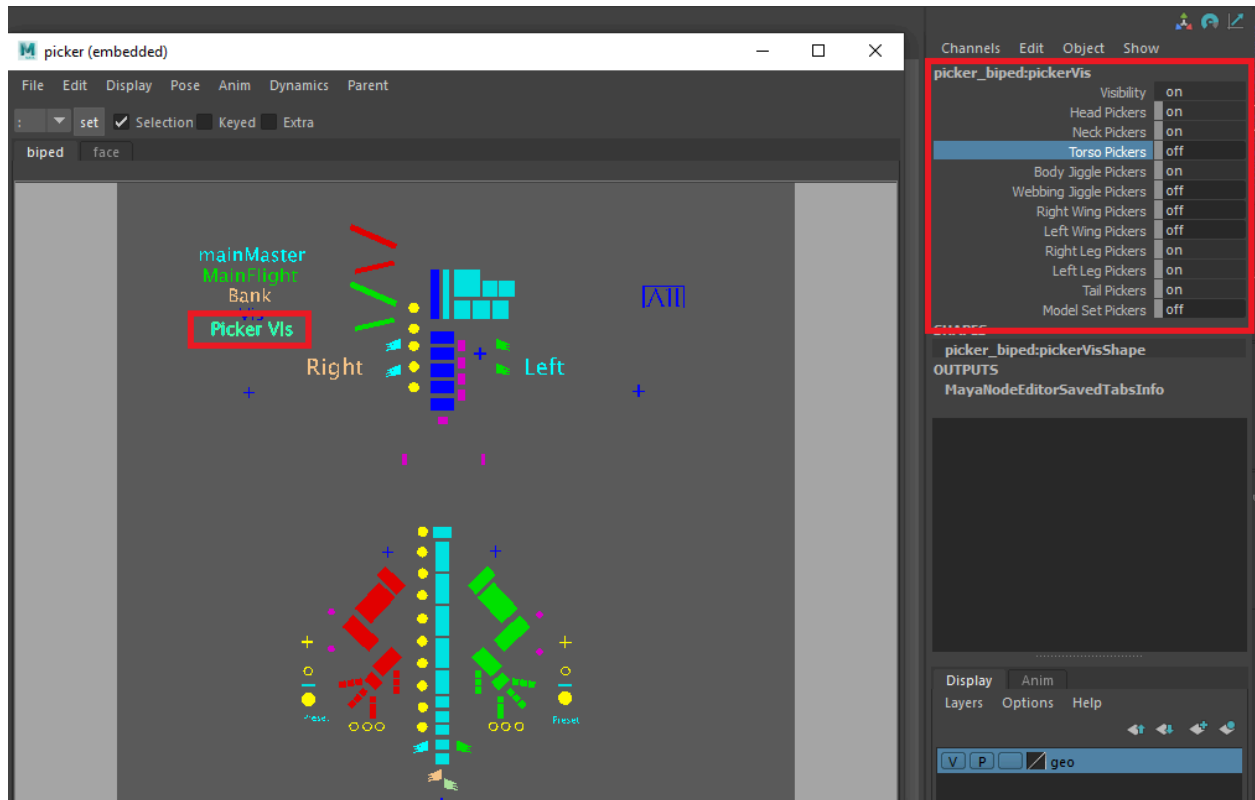 picker (embedded)
File Edit Display Pose Anim Dynamics Parent
: set Selection Keyed Extra
biped face
mainMaster
MainFlight
Bank
Vis
Picker Vis
All
Right Left
Preset Preset
Channels Edit Object Show
picker_biped:pickerVis
Visibility on
Head Pickers on
Neck Pickers on
Torso Pickers off
Body Jiggle Pickers on
Webbing Jiggle Pickers off
Right Wing Pickers off
Left Wing Pickers off
Right Leg Pickers on
Left Leg Pickers on
Tail Pickers on
Model Set Pickers off
SHAPES
picker_biped:pickerVisShape
OUTPUTS
MayaNodeEditorSavedTabsInfo
Display Anim
Layers Options Help
V P geo